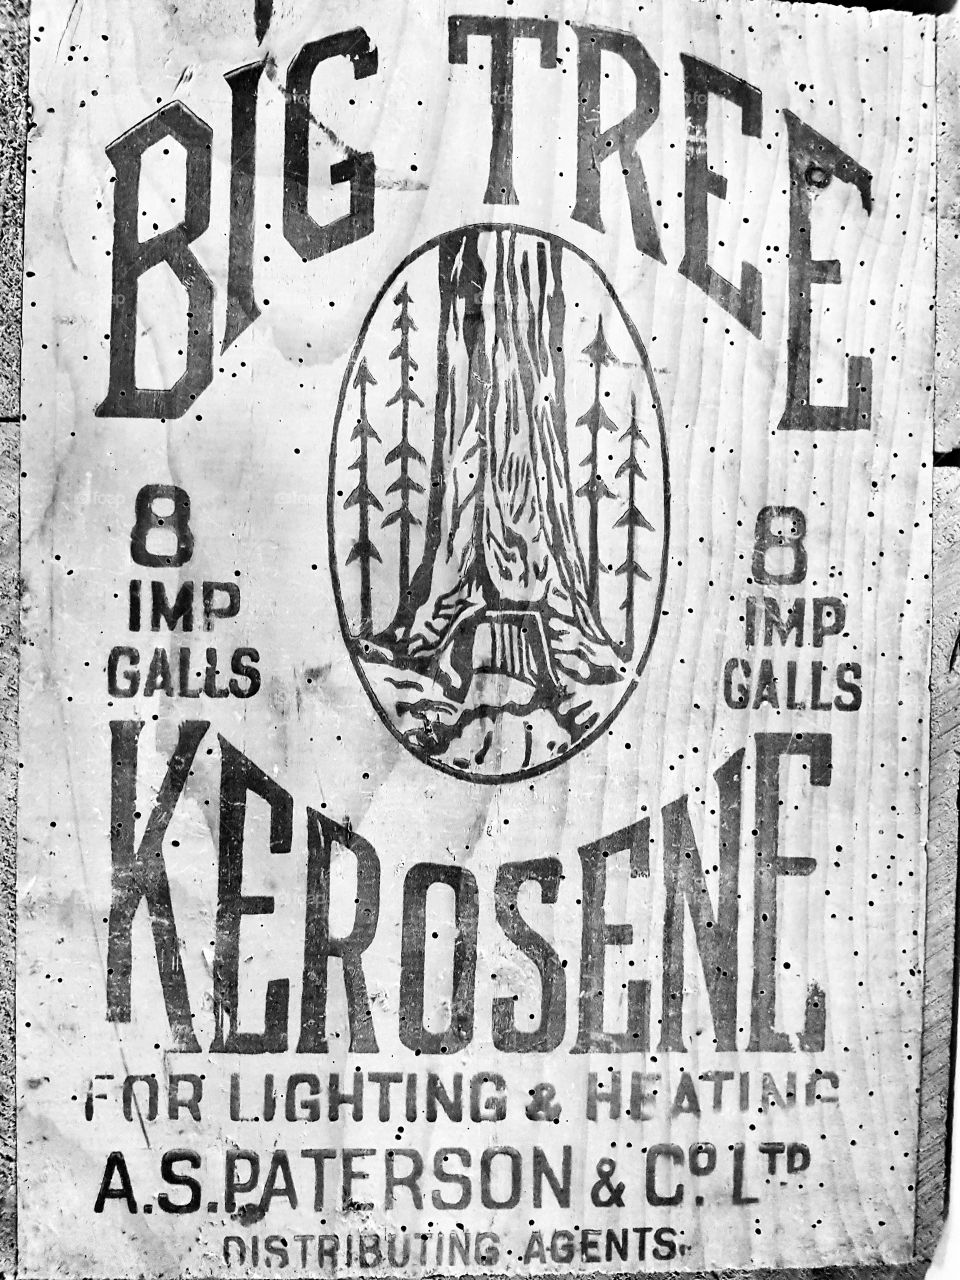 BIG TREE
8 IMP GALLS
8 IMP GALLS
KEROSENE
FOR LIGHTING & HEATING
A.S. PATERSON & Co. LTD
DISTRIBUTING AGENTS.